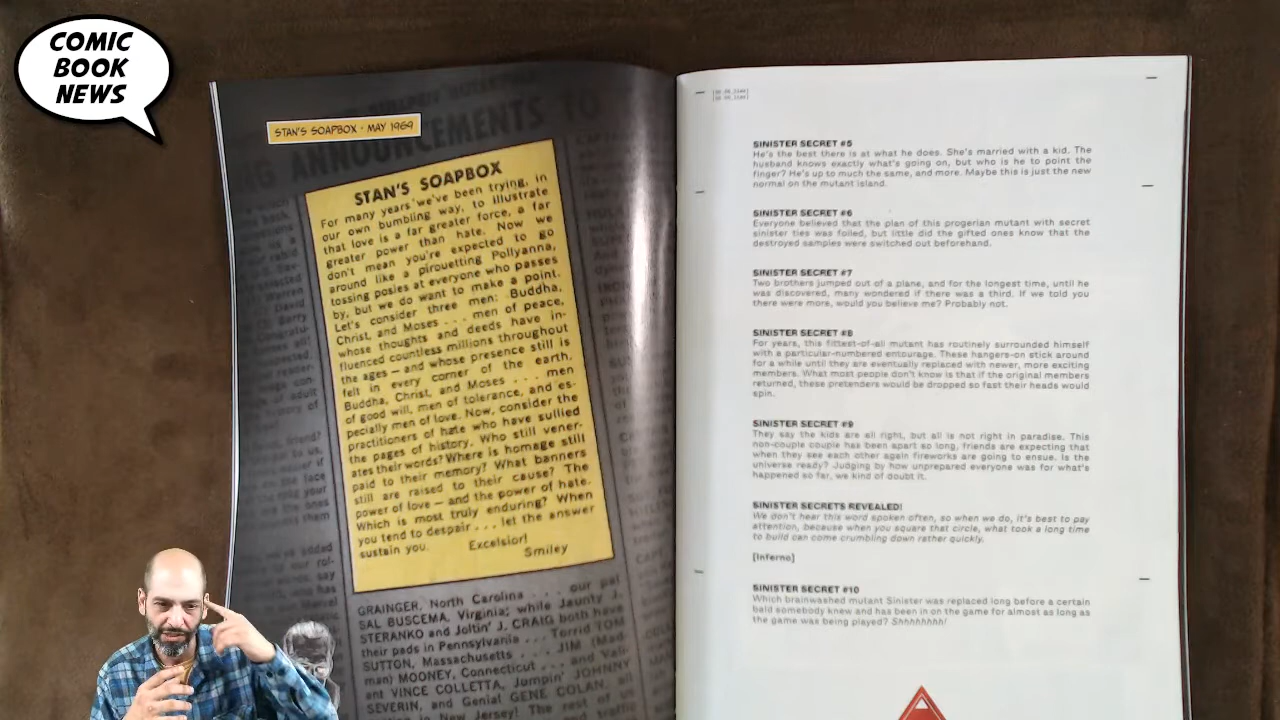 COMIC
BOOK
NEWS
STAN'S SOAPBOX - MAY 1969
ANNOUNCEMENTS TO
STAN'S SOAPBOX
For many years we've been trying, in
our own bumbling way, to illustrate
that love is a far greater force, a far
greater power than hate. Now we
don't mean you're expected to go
around like a pirouetting Pollyanna,
tossing posies at everyone who passes
by, but we do want to make a point.
Let's consider three men: Buddha,
Christ, and Moses . . . men of peace,
whose thoughts and deeds have in-
fluenced countless millions throughout
the ages — and whose presence still is
felt in every corner of the earth.
Buddha, Christ, and Moses . . . men
of good will, men of tolerance, and es-
pecially men of love. Now, consider the
practitioners of hate who have sullied
the pages of history. Who still vener-
ates their words? Where is homage still
paid to their memory? What banners
still are raised to their cause? The
power of love — and the power of hate.
Which is most truly enduring? When
you tend to despair . . . let the answer
sustain you.
Excelsior!
Smiley
GRAINGER, North Carolina . . . our pal
SAL BUSCEMA, Virginia; while Jaunty J.
STERANKO and Joltin' J. CRAIG both have
their pads in Pennsylvania . . . Torrid TOM
SUTTON, Massachusetts . . . JIM (Mad-
man) MOONEY, Connecticut . . . and Vali-
ant VINCE COLLETTA, Jumpin' JOHNNY
SEVERIN, and Genial GENE COLAN, all
in New Jersey! The rest of us
SINISTER SECRET #5
He's the best there is at what he does. She's married with a kid. The
husband knows exactly what's going on, but who is he to point the
finger? He's up to much the same, and more. Maybe this is just the new
normal on the mutant island.
SINISTER SECRET #6
Everyone believed that the plan of this progerian mutant with secret
sinister ties was foiled, but little did the gifted ones know that the
destroyed samples were switched out beforehand.
SINISTER SECRET #7
Two brothers jumped out of a plane, and for the longest time, until he
was discovered, many wondered if there was a third. If we told you
there were more, would you believe me? Probably not.
SINISTER SECRET #8
For years, this fittest-of-all mutant has routinely surrounded himself
with a particular-numbered entourage. These hangers-on stick around
for a while until they are eventually replaced with newer, more exciting
members. What most people don't know is that if the original members
returned, these pretenders would be dropped so fast their heads would
spin.
SINISTER SECRET #9
They say the kids are all right, but all is not right in paradise. This
non-couple couple has been apart so long, friends are expecting that
when they see each other again fireworks are going to ensue. Is the
universe ready? Judging by how unprepared everyone was for what's
happened so far, we kind of doubt it.
SINISTER SECRETS REVEALED!
We don't hear this word spoken often, so when we do, it's best to pay
attention, because when you square that circle, what took a long time
to build can come crumbling down rather quickly.
[Inferno]
SINISTER SECRET #10
Which brainwashed mutant Sinister was replaced long before a certain
bald somebody knew and has been in on the game for almost as long as
the game was being played? Shhhhhhhh!